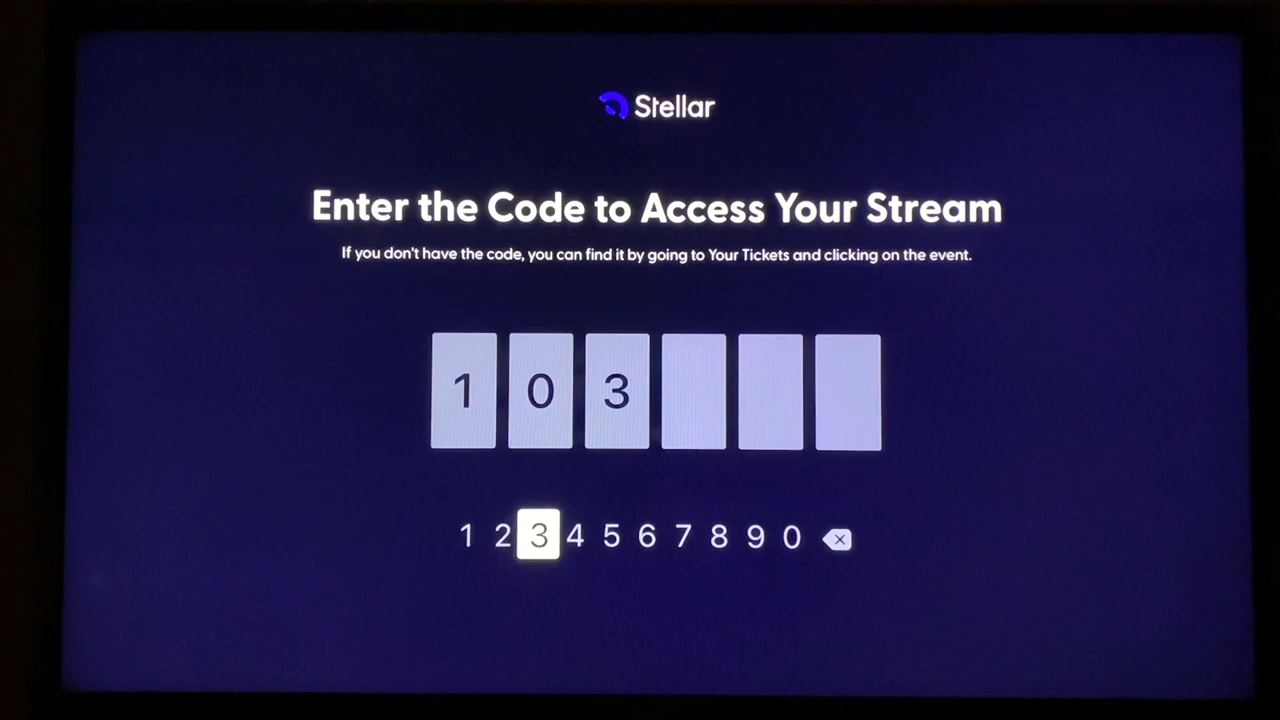 Stellar
Enter the Code to Access Your Stream
If you don't have the code, you can find it by going to Your Tickets and clicking on the event.
1 0 3
1 2 3 4 5 6 7 8 9 0